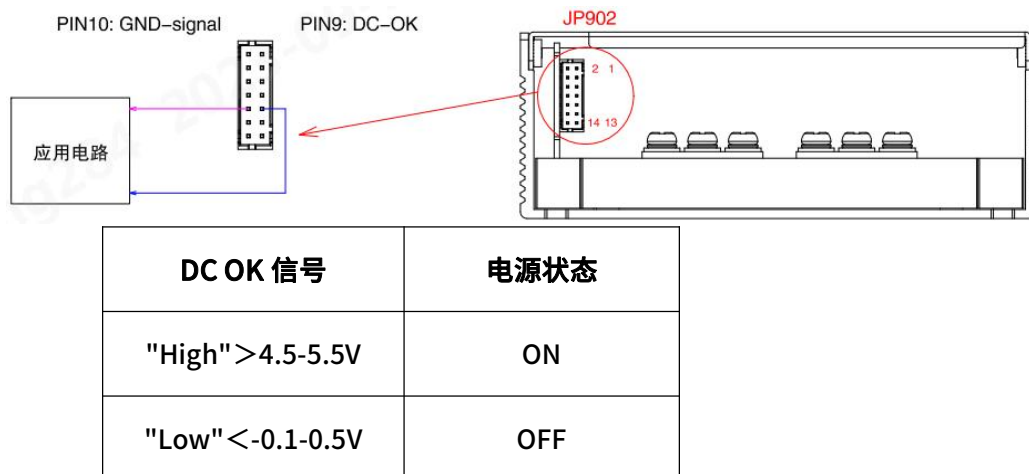 PIN10: GND-signal PIN9: DC-OK
JP902
2 1
14 13
应用电路
DC OK 信号 电源状态
"High">4.5-5.5V ON
"Low"<-0.1-0.5V OFF